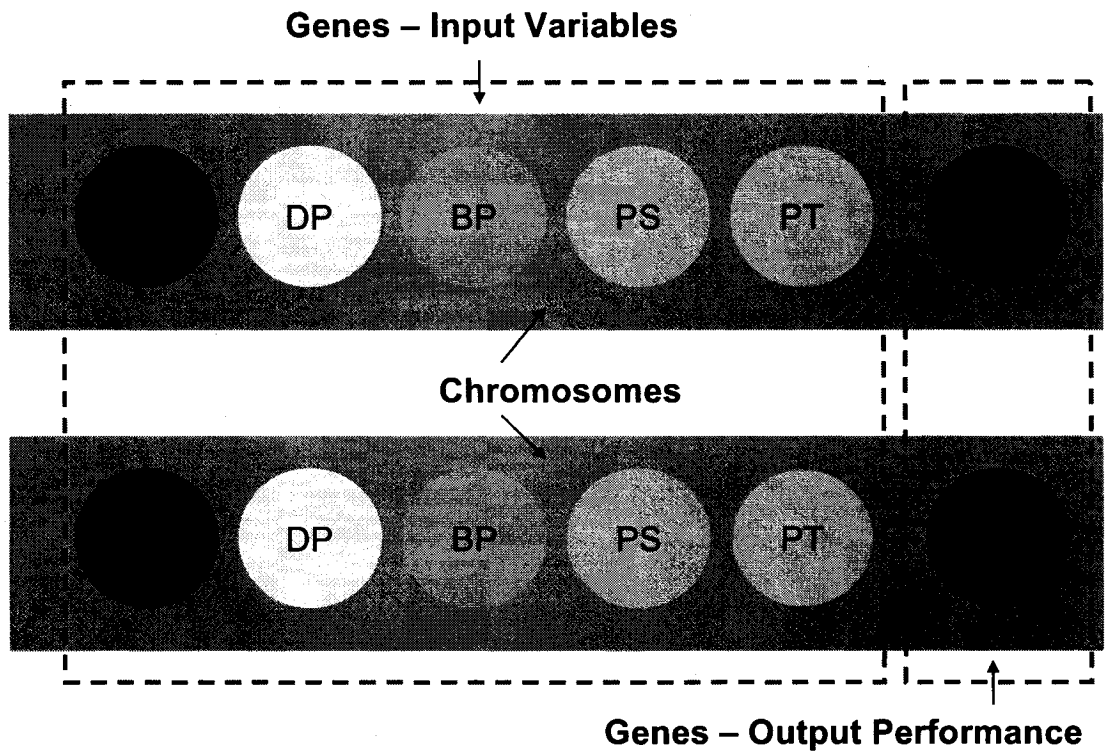 Genes – Input Variables
DP BP PS PT
Chromosomes
DP BP PS PT
Genes – Output Performance